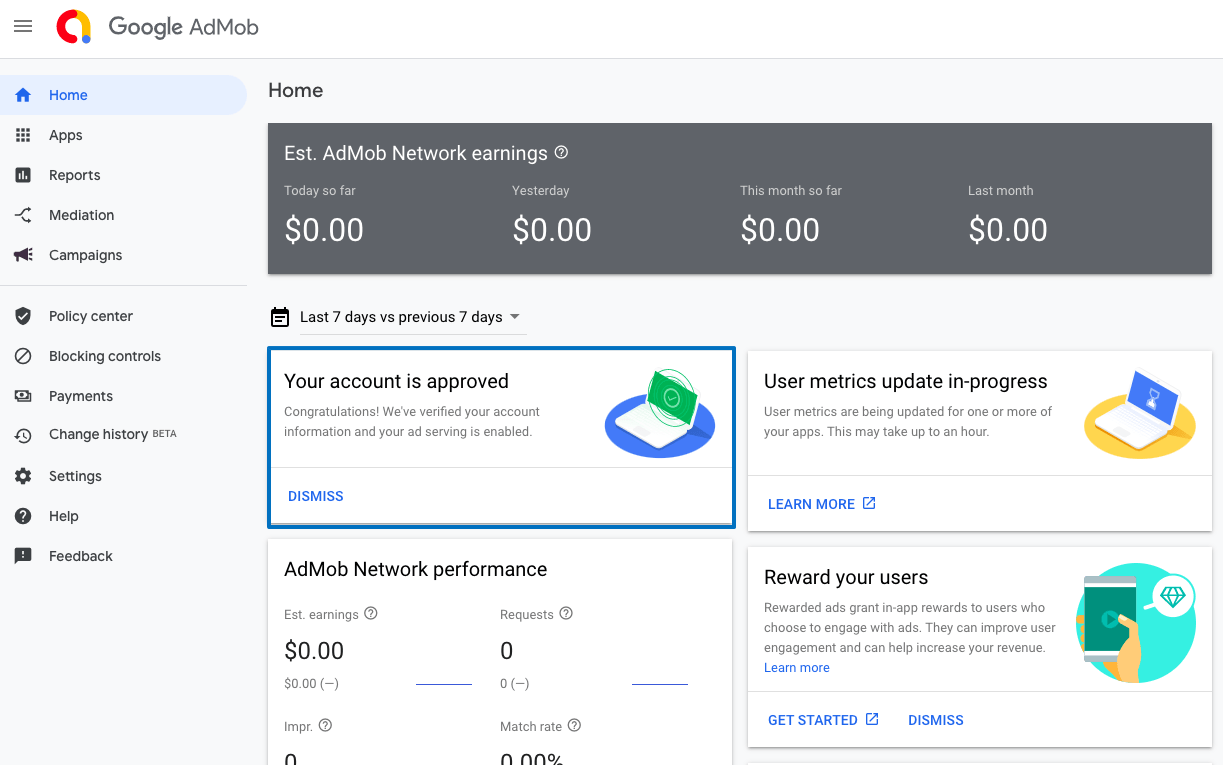 Google AdMob
Home
Apps
Reports
Mediation
Campaigns
Policy center
Blocking controls
Payments
Change history BETA
Settings
Help
Feedback
Home
Est. AdMob Network earnings
Today so far
$0.00
Yesterday
$0.00
This month so far
$0.00
Last month
$0.00
Last 7 days vs previous 7 days
Your account is approved
Congratulations! We've verified your account
information and your ad serving is enabled.
DISMISS
User metrics update in-progress
User metrics are being updated for one or more of
your apps. This may take up to an hour.
LEARN MORE
AdMob Network performance
Est. earnings
$0.00
$0.00 (—)
Requests
0
0 (—)
Impr.
0
Match rate
0.00%
Reward your users
Rewarded ads grant in-app rewards to users who
choose to engage with ads. They can improve user
engagement and can help increase your revenue.
Learn more
GET STARTED
DISMISS